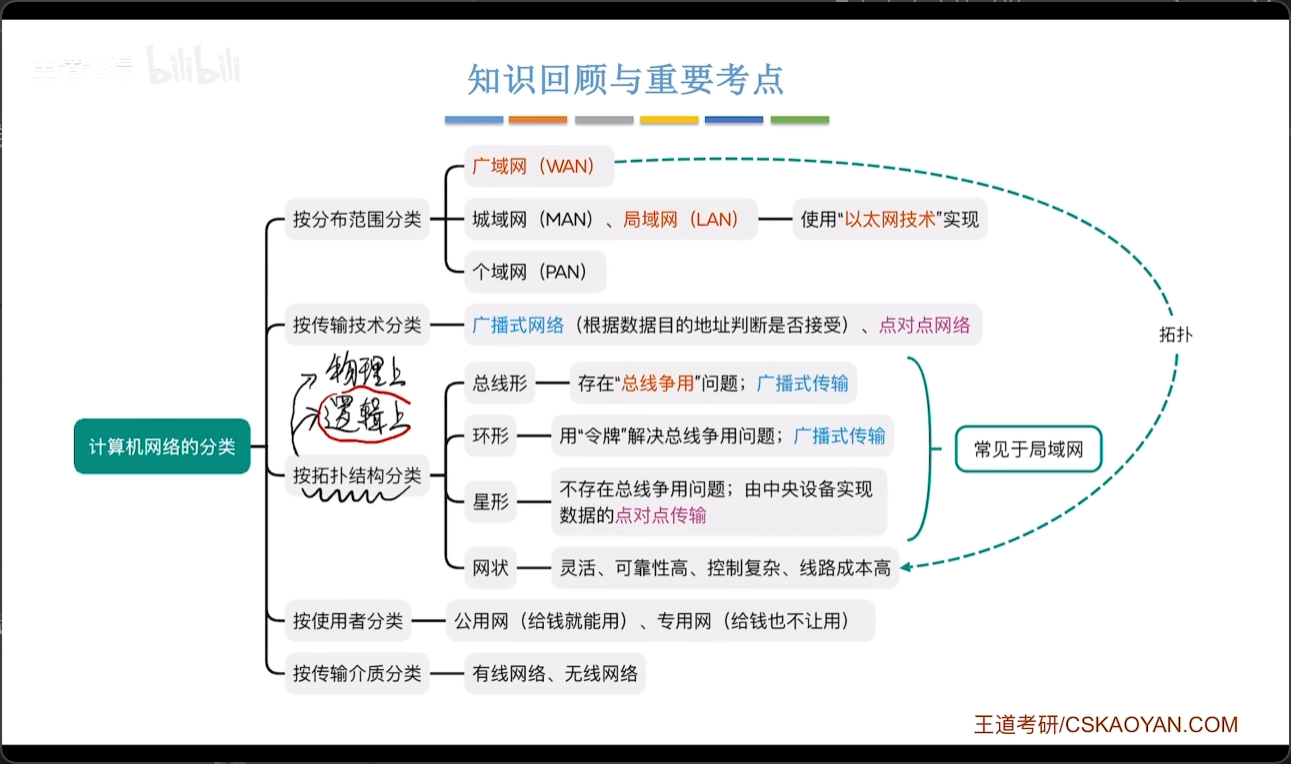 bilibili
知识回顾与重要考点
广域网（WAN）
按分布范围分类
城域网（MAN）、局域网（LAN）
使用“以太网技术”实现
个域网（PAN）
按传输技术分类
广播式网络（根据数据目的地址判断是否接受）、点对点网络
拓扑
物理上
逻辑上
总线形
存在“总线争用”问题；广播式传输
计算机网络的分类
环形
用“令牌”解决总线争用问题；广播式传输
常见于局域网
按拓扑结构分类
星形
不存在总线争用问题；由中央设备实现
数据的点对点传输
网状
灵活、可靠性高、控制复杂、线路成本高
按使用者分类
公用网（给钱就能用）、专用网（给钱也不让用）
按传输介质分类
有线网络、无线网络
王道考研/CSKAOYAN.COM